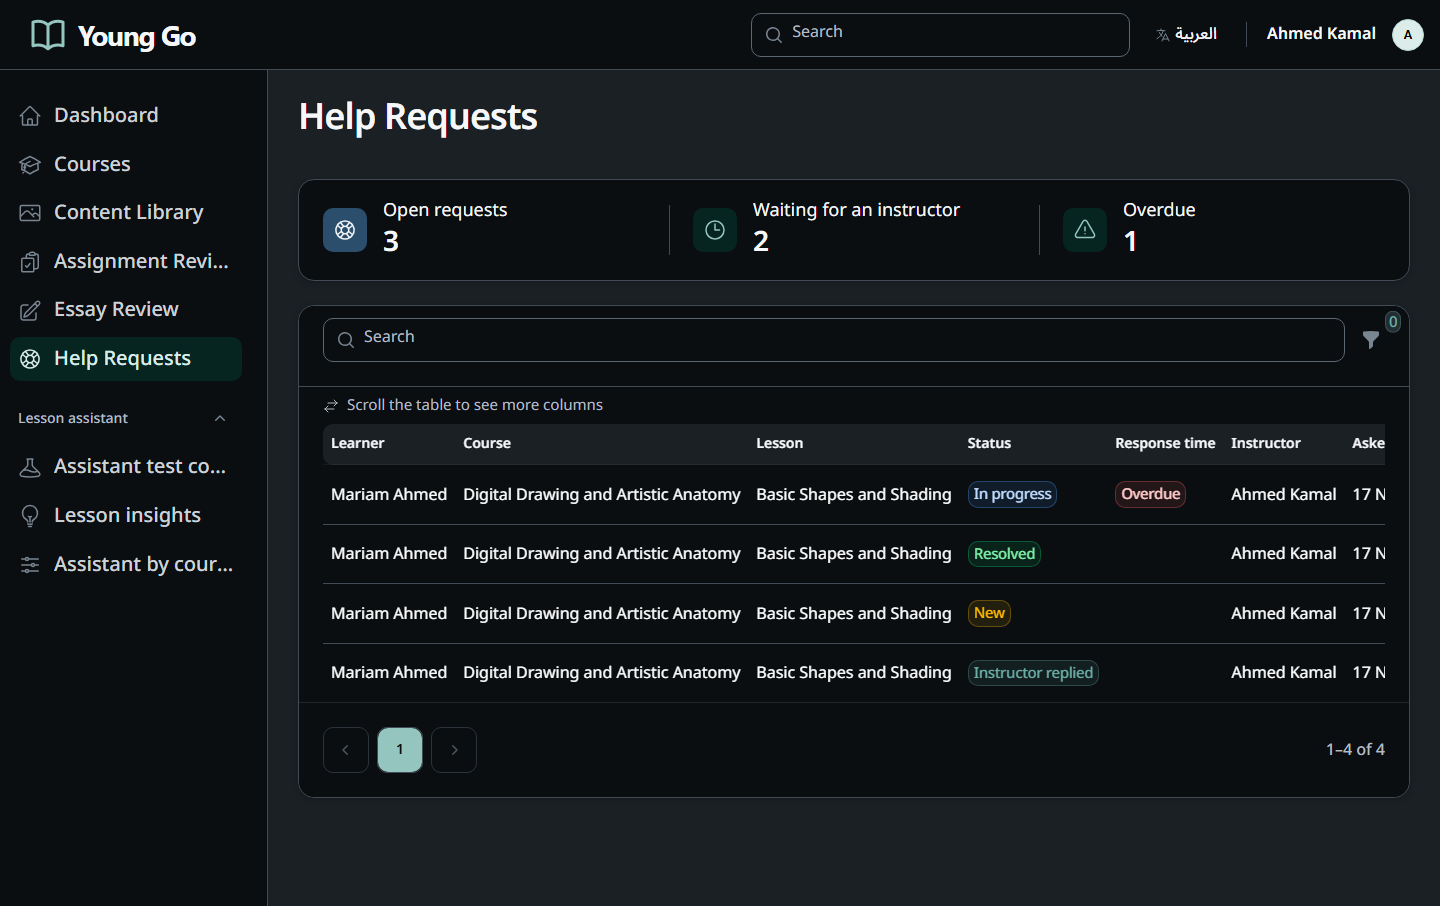 Young Go
Search
العربية
Ahmed Kamal
A
Dashboard
Courses
Content Library
Assignment Revi...
Essay Review
Help Requests
Lesson assistant
Assistant test co...
Lesson insights
Assistant by cour...
Help Requests
Open requests
3
Waiting for an instructor
2
Overdue
1
Search
0
Scroll the table to see more columns
Learner Course Lesson Status Response time Instructor Aske
Mariam Ahmed Digital Drawing and Artistic Anatomy Basic Shapes and Shading In progress Overdue Ahmed Kamal 17 N
Mariam Ahmed Digital Drawing and Artistic Anatomy Basic Shapes and Shading Resolved Ahmed Kamal 17 N
Mariam Ahmed Digital Drawing and Artistic Anatomy Basic Shapes and Shading New Ahmed Kamal 17 N
Mariam Ahmed Digital Drawing and Artistic Anatomy Basic Shapes and Shading Instructor replied Ahmed Kamal 17 N
1
1–4 of 4